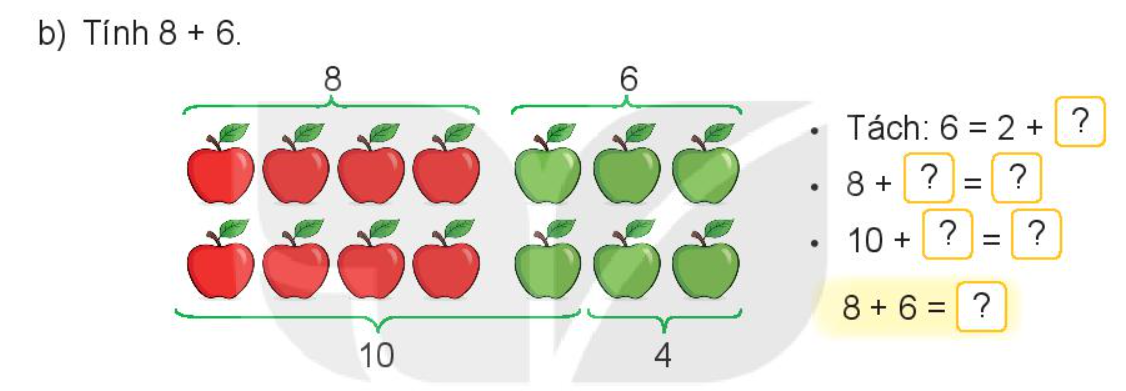 b) Tính 8 + 6.
8
6
10
4
• Tách: 6 = 2 + ?
• 8 + ? = ?
• 10 + ? = ?
8 + 6 = ?